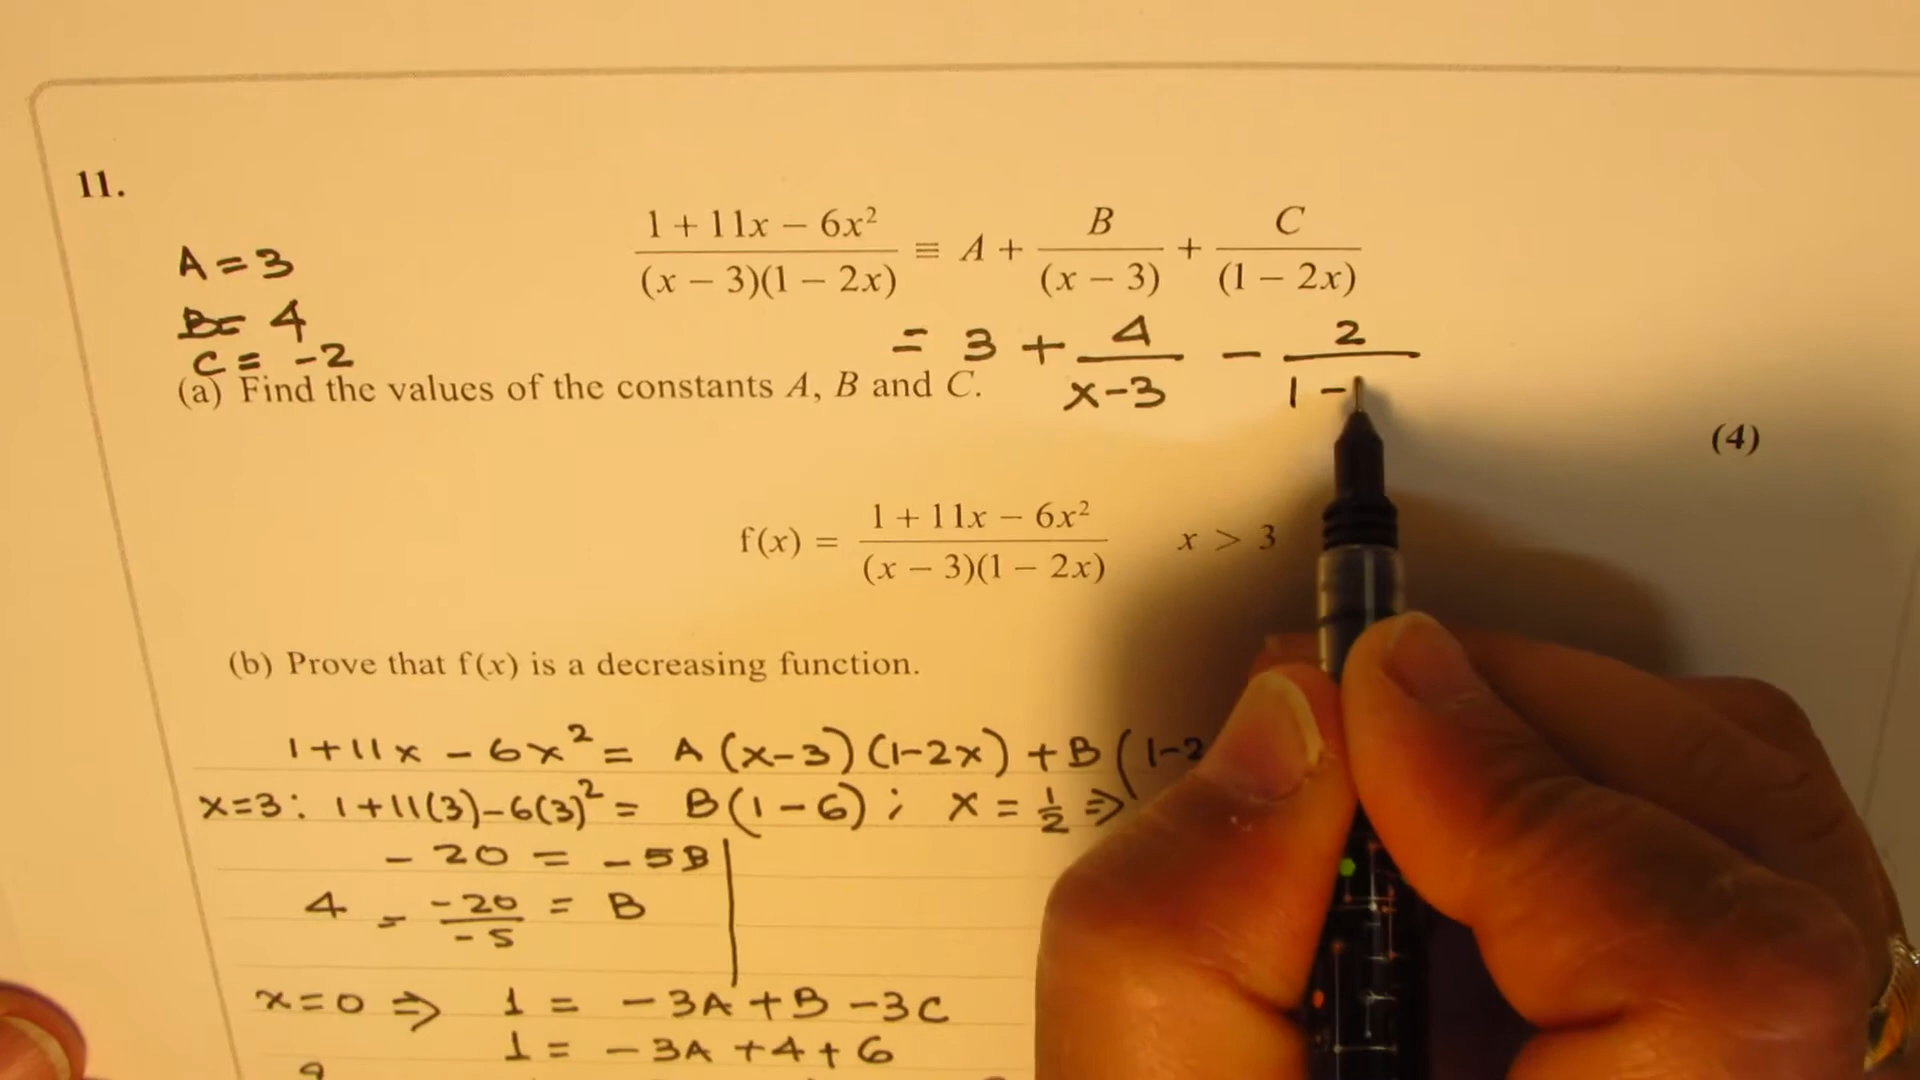 11.
1 + 11x − 6x² / (x − 3)(1 − 2x) ≡ A + B / (x − 3) + C / (1 − 2x)
A = 3
B = 4
C = -2
= 3 + 4 / x-3 - 2 / 1 -
(a) Find the values of the constants A, B and C.
(4)
f(x) = 1 + 11x − 6x² / (x − 3)(1 − 2x) x > 3
(b) Prove that f(x) is a decreasing function.
1+11x - 6x² = A (x-3) (1-2x) + B (1-2
x=3: 1+11(3)-6(3)² = B(1-6) ; x = 1/2 ⇒
- 20 = - 5B
4 = -20 / -5 = B
x=0 ⇒ 1 = - 3A + B - 3C
1 = - 3A + 4 + 6